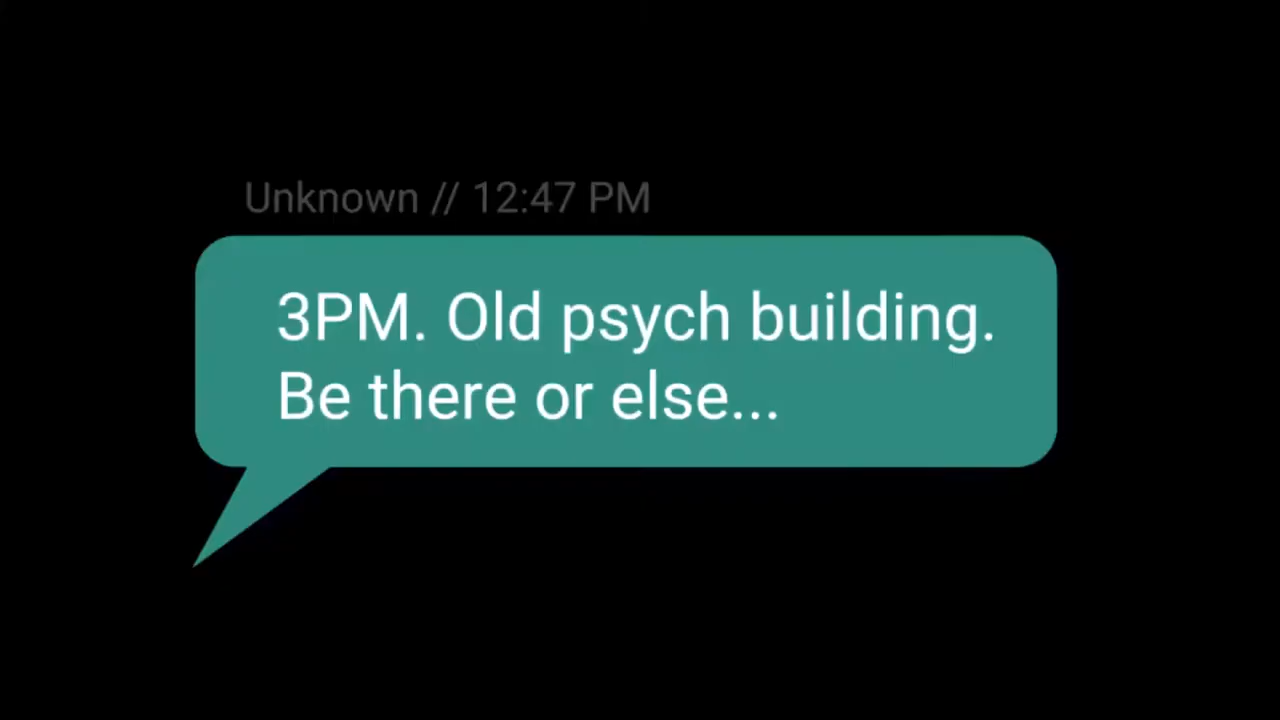 Unknown // 12:47 PM
3PM. Old psych building.
Be there or else...